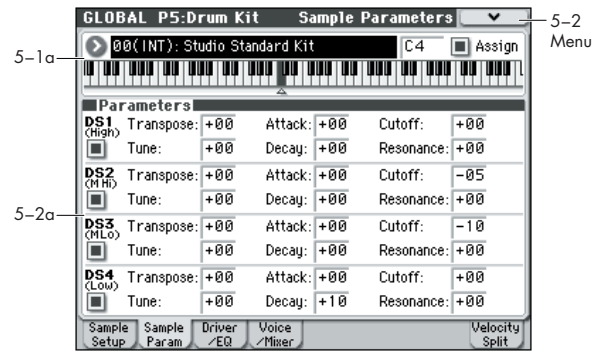 GLOBAL P5:Drum Kit Sample Parameters
5–2
Menu
00(INT): Studio Standard Kit C4 Assign
5–1a
Parameters
DS1 (High) Transpose: +00 Attack: +00 Cutoff: +00
Tune: +00 Decay: +00 Resonance: +00
DS2 (M Hi) Transpose: +00 Attack: +00 Cutoff: -05
Tune: +00 Decay: +00 Resonance: +00
5–2a
DS3 (MLo) Transpose: +00 Attack: +00 Cutoff: -10
Tune: +00 Decay: +00 Resonance: +00
DS4 (Low) Transpose: +00 Attack: +00 Cutoff: +00
Tune: +00 Decay: +10 Resonance: +00
Sample Setup Sample Param Driver /EQ Voice /Mixer Velocity Split